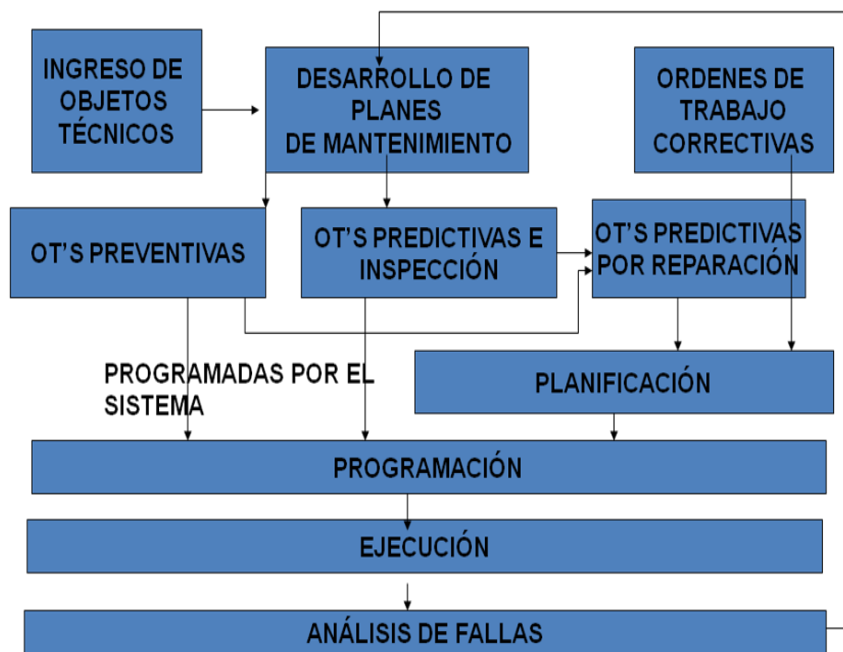 INGRESO DE
OBJETOS
TÉCNICOS
DESARROLLO DE
PLANES
DE MANTENIMIENTO
ORDENES DE
TRABAJO
CORRECTIVAS
OT’S PREVENTIVAS
OT’S PREDICTIVAS E
INSPECCIÓN
OT’S PREDICTIVAS
POR REPARACIÓN
PROGRAMADAS POR EL
SISTEMA
PLANIFICACIÓN
PROGRAMACIÓN
EJECUCIÓN
ANÁLISIS DE FALLAS